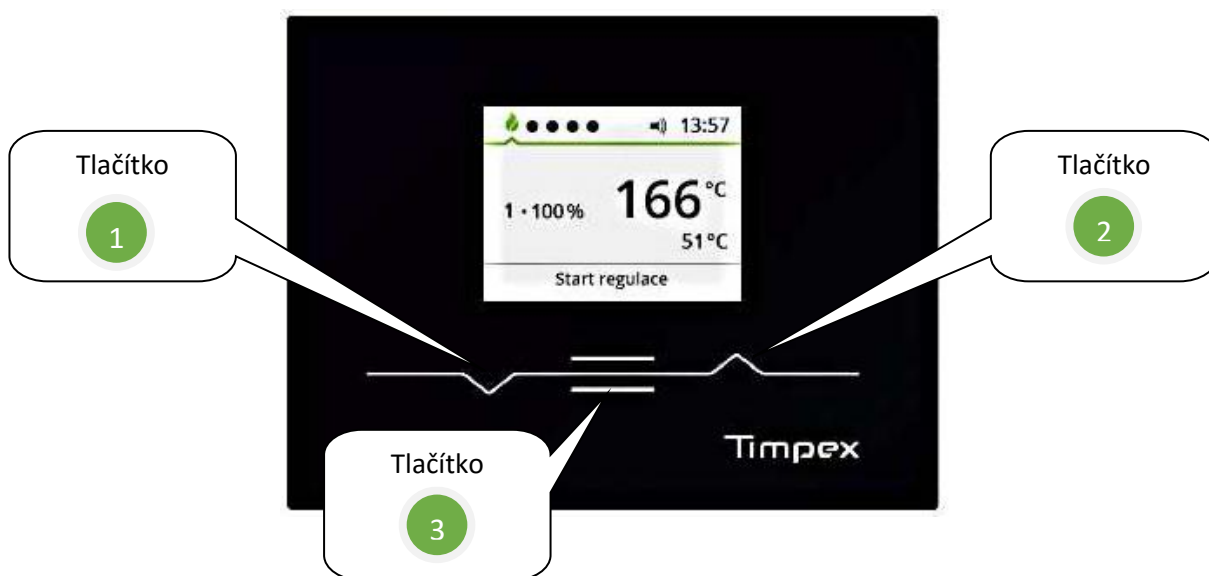 13:57
1 · 100 %
166 °C
51 °C
Start regulace
Tlačítko
1
Tlačítko
2
Tlačítko
3
Timpex